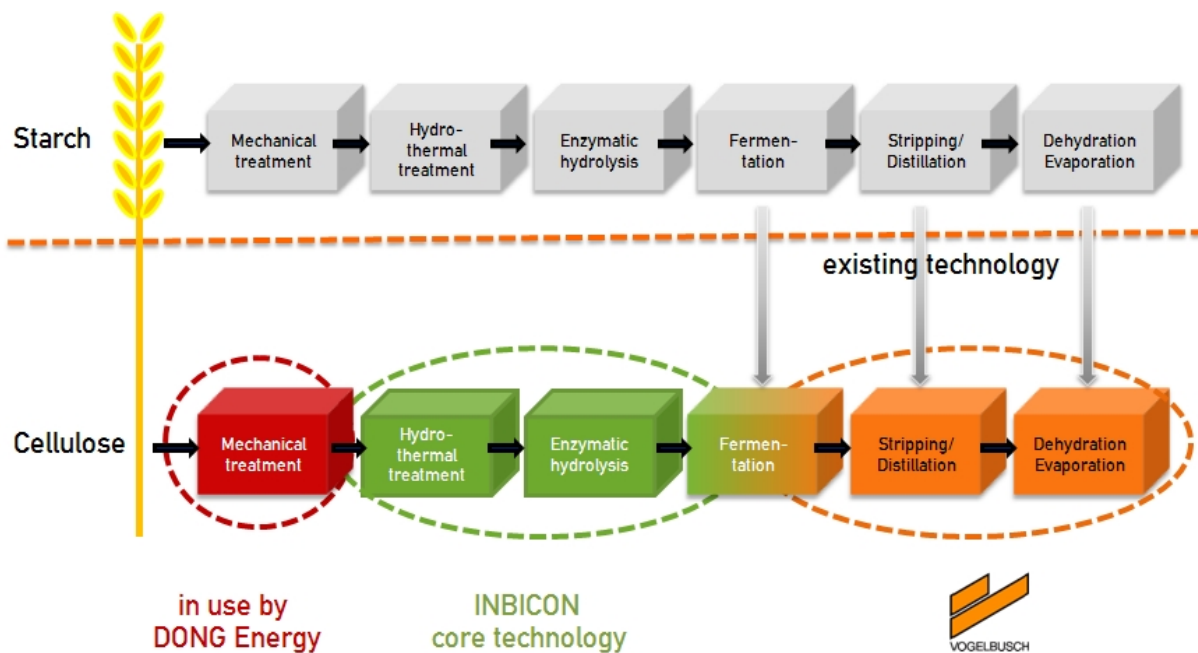 Starch
Mechanical
treatment
Hydro-
thermal
treatment
Enzymatic
hydrolysis
Fermen-
tation
Stripping/
Distillation
Dehydration
Evaporation
existing technology
Cellulose
Mechanical
treatment
Hydro-
thermal
treatment
Enzymatic
hydrolysis
Fermen-
tation
Stripping/
Distillation
Dehydration
Evaporation
in use by
DONG Energy
INBICON
core technology
VOGELBUSCH